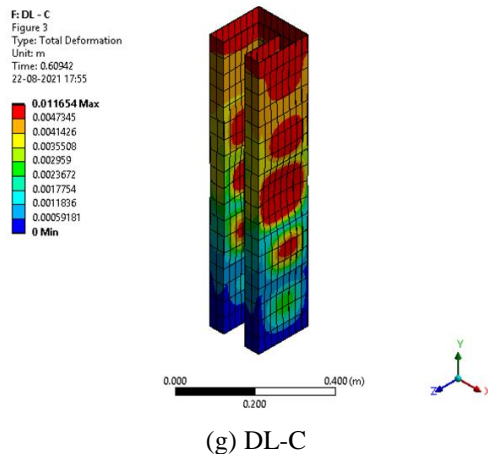 F: DL - C
Figure 3
Type: Total Deformation
Unit: m
Time: 0.60942
22-08-2021 17:55
0.011654 Max
0.0047345
0.0041426
0.0035508
0.002959
0.0023672
0.0017754
0.0011836
0.00059181
0 Min
0.000
0.400 (m)
0.200
Y
Z
X
(g) DL-C